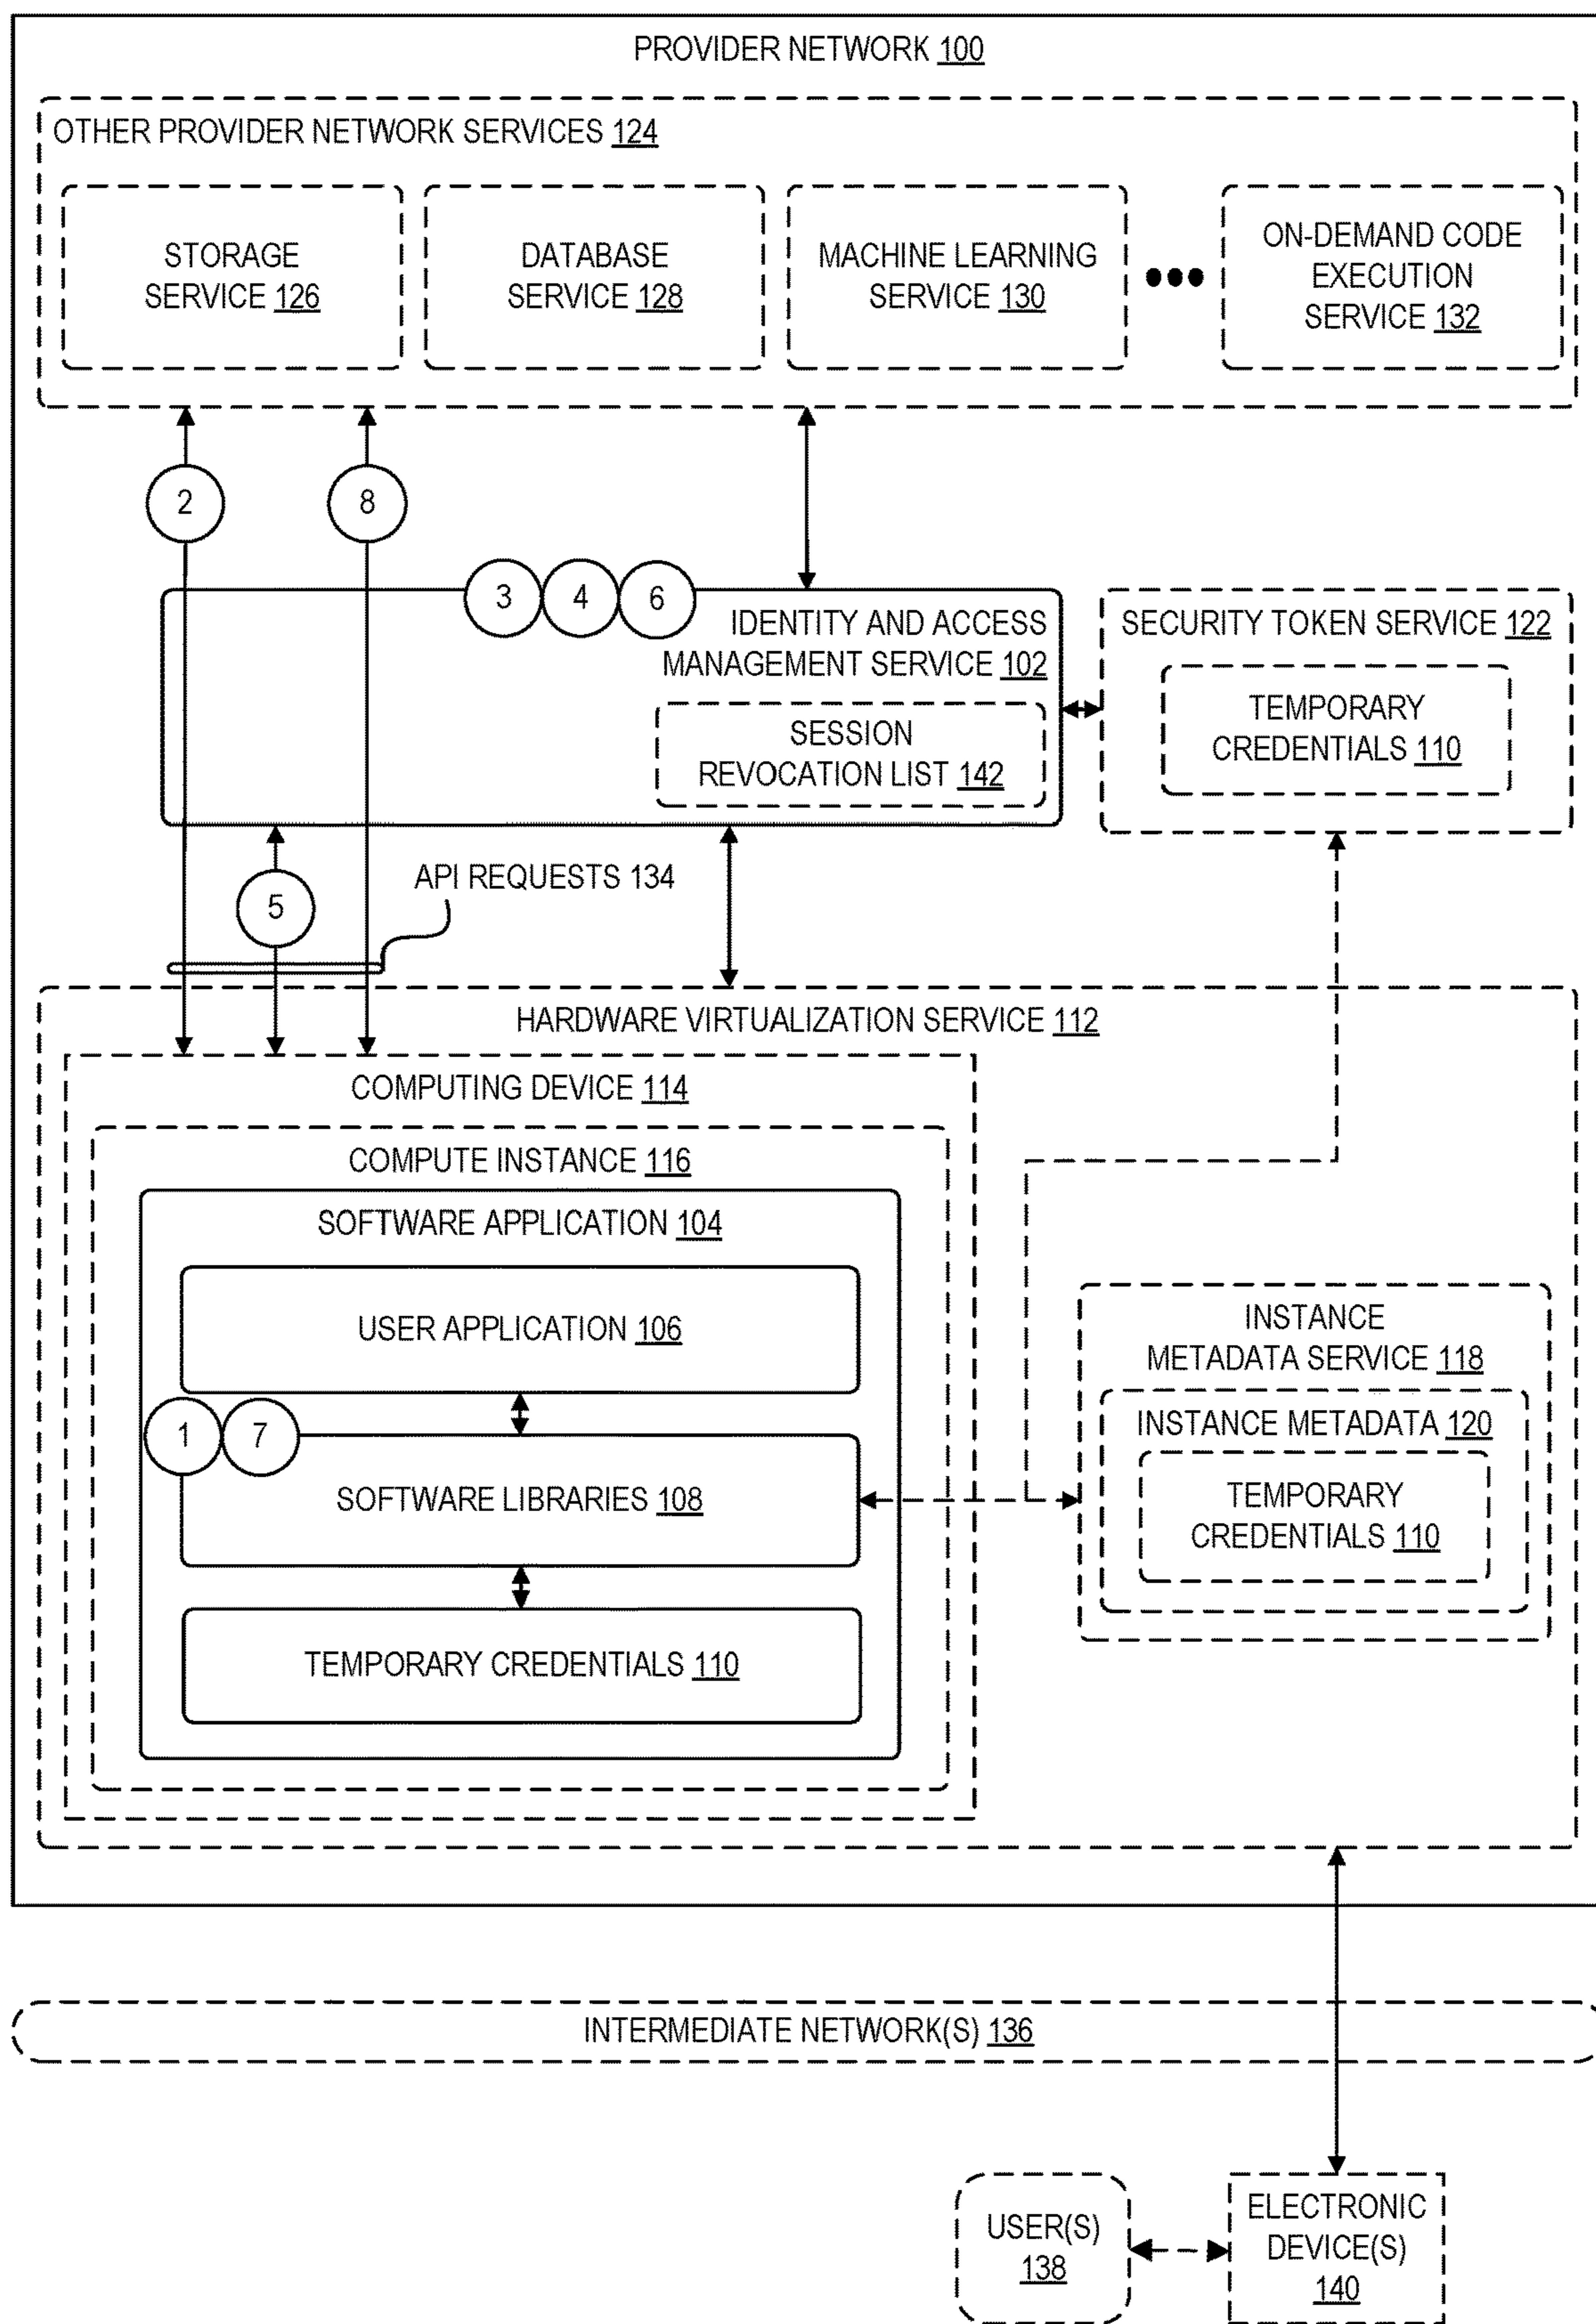 PROVIDER NETWORK 100
OTHER PROVIDER NETWORK SERVICES 124
STORAGE
SERVICE 126
DATABASE
SERVICE 128
MACHINE LEARNING
SERVICE 130
ON-DEMAND CODE
EXECUTION
SERVICE 132
2
8
3
4
6
IDENTITY AND ACCESS
MANAGEMENT SERVICE 102
SESSION
REVOCATION LIST 142
SECURITY TOKEN SERVICE 122
TEMPORARY
CREDENTIALS 110
5
API REQUESTS 134
HARDWARE VIRTUALIZATION SERVICE 112
COMPUTING DEVICE 114
COMPUTE INSTANCE 116
SOFTWARE APPLICATION 104
USER APPLICATION 106
1
7
SOFTWARE LIBRARIES 108
TEMPORARY CREDENTIALS 110
INSTANCE
METADATA SERVICE 118
INSTANCE METADATA 120
TEMPORARY
CREDENTIALS 110
INTERMEDIATE NETWORK(S) 136
USER(S)
138
ELECTRONIC
DEVICE(S)
140